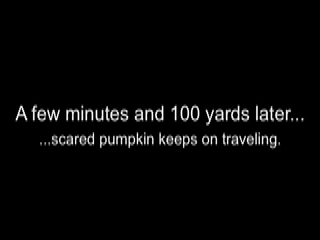 A few minutes and 100 yards later...
...scared pumpkin keeps on traveling.